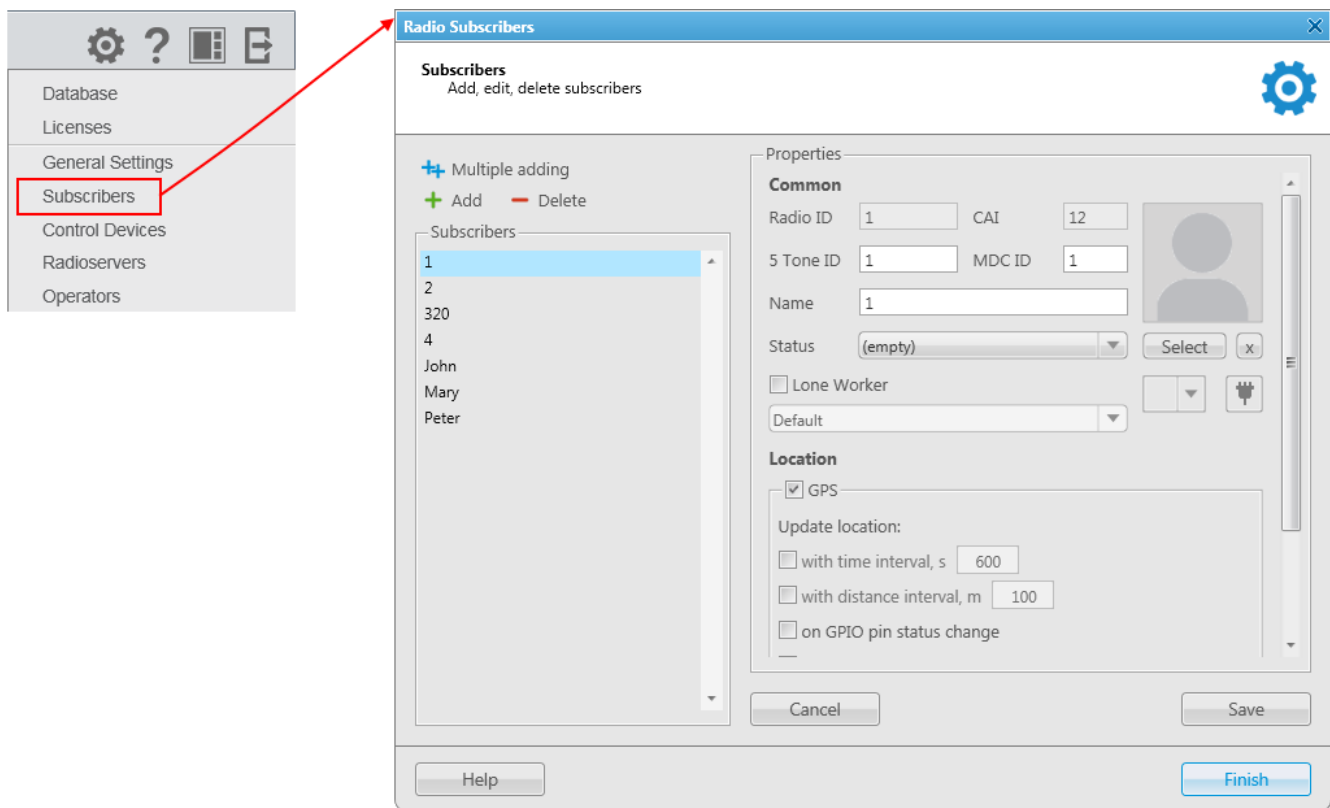 Database
Licenses
General Settings
Subscribers
Control Devices
Radioservers
Operators
Radio Subscribers
Subscribers
Add, edit, delete subscribers
Multiple adding
Add Delete
Subscribers
1
2
320
4
John
Mary
Peter
Properties
Common
Radio ID 1 CAI 12
5 Tone ID 1 MDC ID 1
Name 1
Status (empty) Select x
Lone Worker
Default
Location
GPS
Update location:
with time interval, s 600
with distance interval, m 100
on GPIO pin status change
Cancel Save
Help Finish